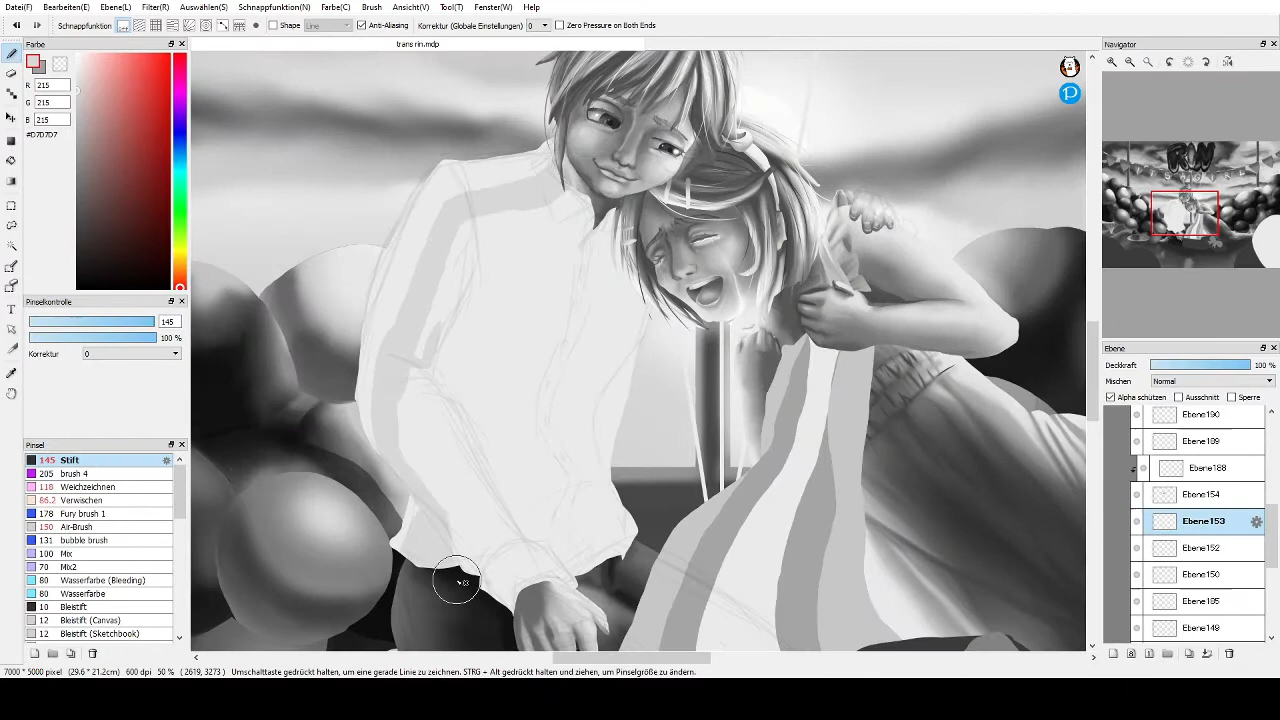 Datei(F) Bearbeiten(E) Ebene(L) Filter(R) Auswählen(S) Schnappfunktion(N) Farbe(C) Brush Ansicht(V) Tool(T) Fenster(W) Help
Schnappfunktion Shape Line Anti-Aliasing Korrektur (Globale Einstellungen) 0 Zero Pressure on Both Ends
Farbe
trans rin.mdp
Navigator
R 215
G 215
B 215
#D7D7D7
Pinselkontrolle
145
100 %
Korrektur 0
Pinsel
145 Stift
205 brush 4
118 Weichzeichnen
86.2 Verwischen
178 Fury brush 1
150 Air-Brush
131 bubble brush
100 Mix
70 Mix2
80 Wasserfarbe (Bleeding)
80 Wasserfarbe
10 Bleistift
12 Bleistift (Canvas)
12 Bleistift (Sketchbook)
Ebene
Deckkraft 100 %
Mischen Normal
Alpha schützen Ausschnitt Sperre
Ebene190
Ebene189
Ebene188
Ebene154
Ebene153
Ebene152
Ebene150
Ebene185
Ebene149
7000 * 5000 pixel (29.6 * 21.2cm) 600 dpi 50 % ( 2619, 3273 ) Umschalttaste gedrückt halten, um eine gerade Linie zu zeichnen. STRG + Alt gedrückt halten und ziehen, um Pinselgröße zu ändern.